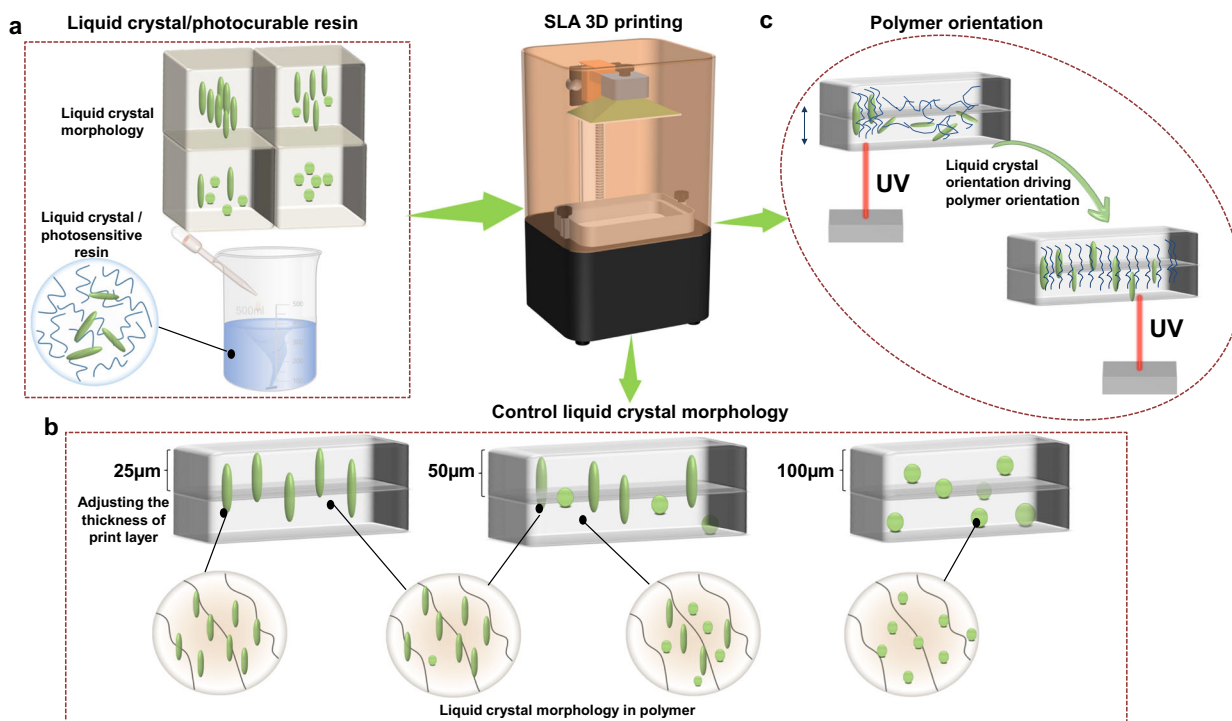 a
Liquid crystal/photocurable resin
SLA 3D printing
c
Polymer orientation
Liquid crystal
morphology
Liquid crystal /
photosensitive
resin
500
UV
Liquid crystal
orientation driving
polymer orientation
UV
Control liquid crystal morphology
b
25µm
50µm
100µm
Adjusting the
thickness of
print layer
Liquid crystal morphology in polymer